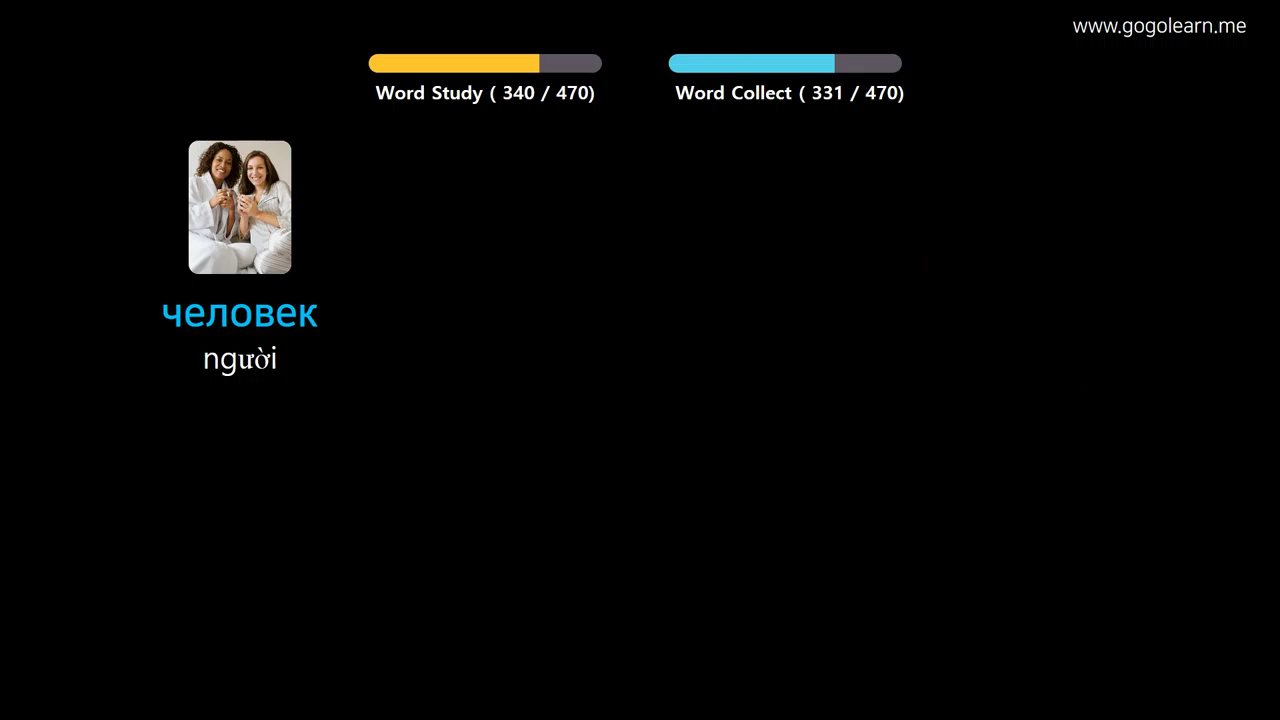 www.gogolearn.me
Word Study ( 340 / 470)
Word Collect ( 331 / 470)
человек
người